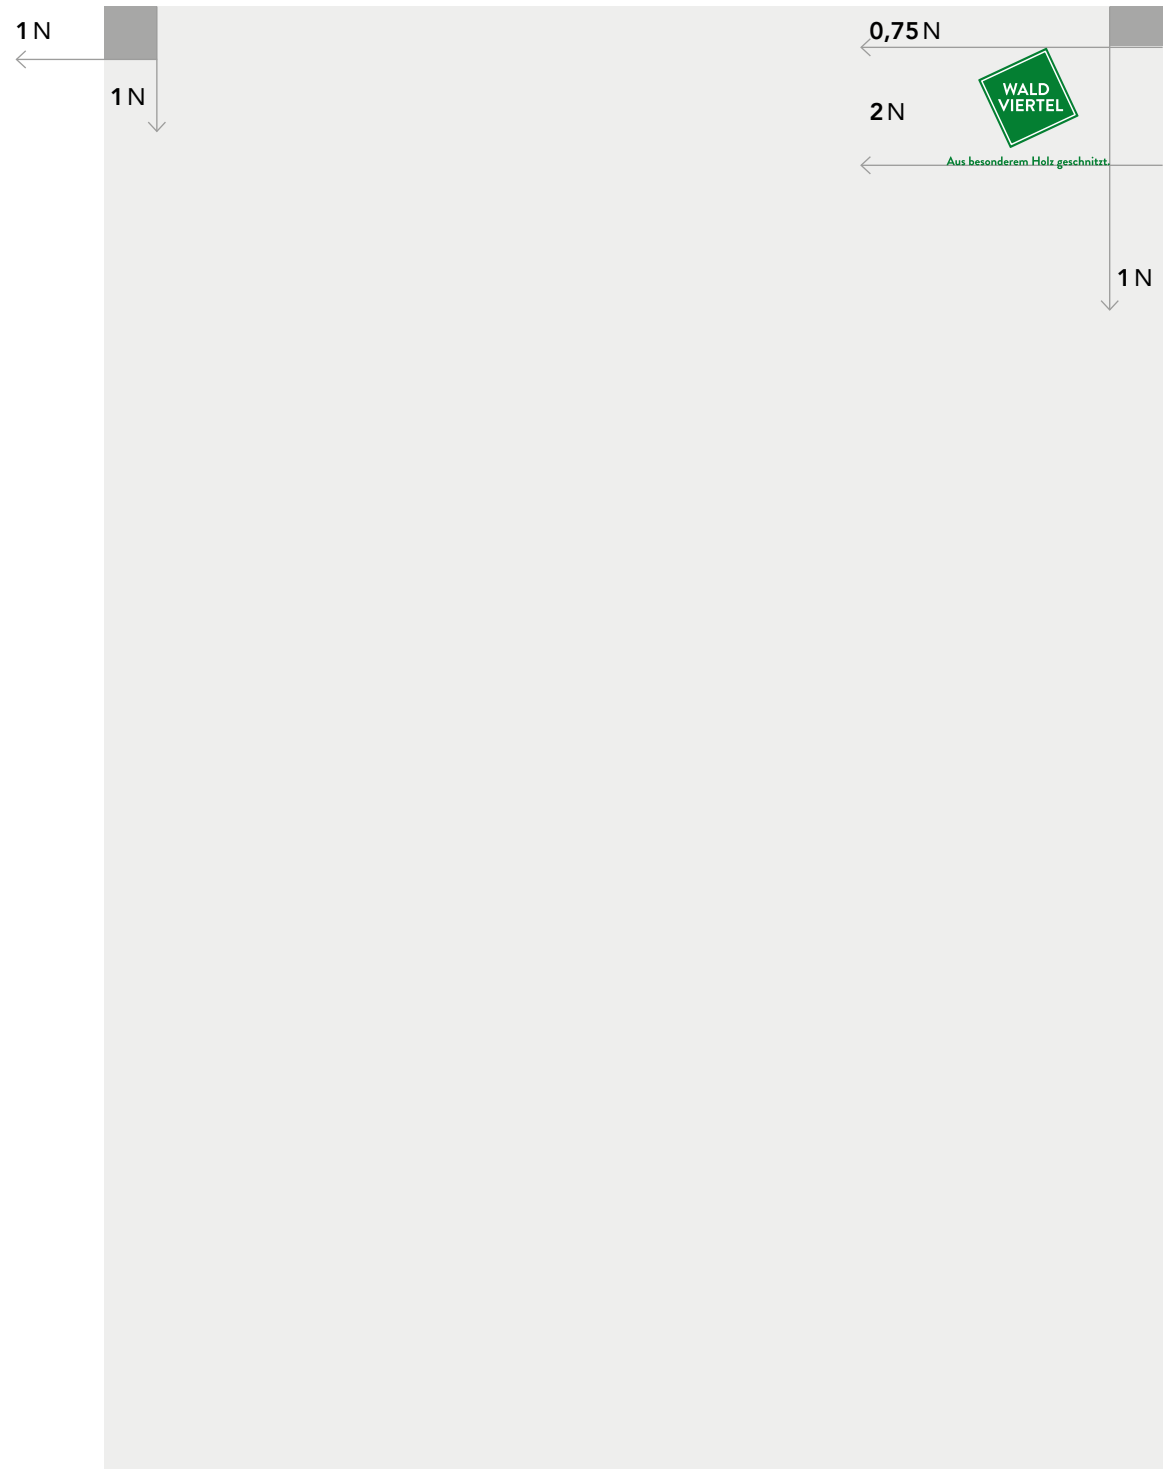 1 N
0,75 N
1 N
2 N
WALD
VIERTEL
Aus besonderem Holz geschnitzt.
1 N